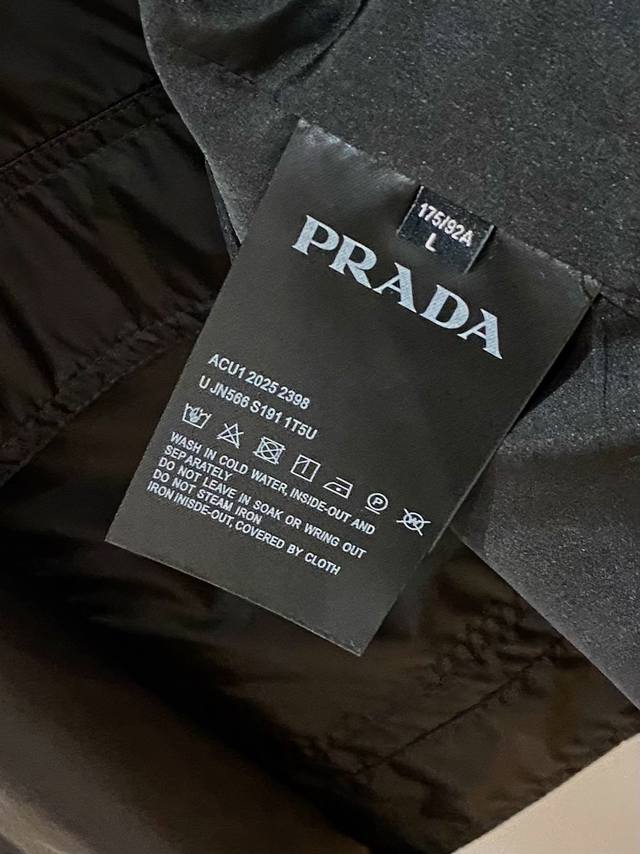 175/92A
L
PRADA
ACU1 2025 2398
U JN566 S191 1T5U
WASH IN COLD WATER, INSIDE-OUT AND
SEPARATELY
DO NOT LEAVE IN SOAK OR WRING OUT
DO NOT STEAM IRON
IRON INISDE-OUT, COVERED BY CLOTH